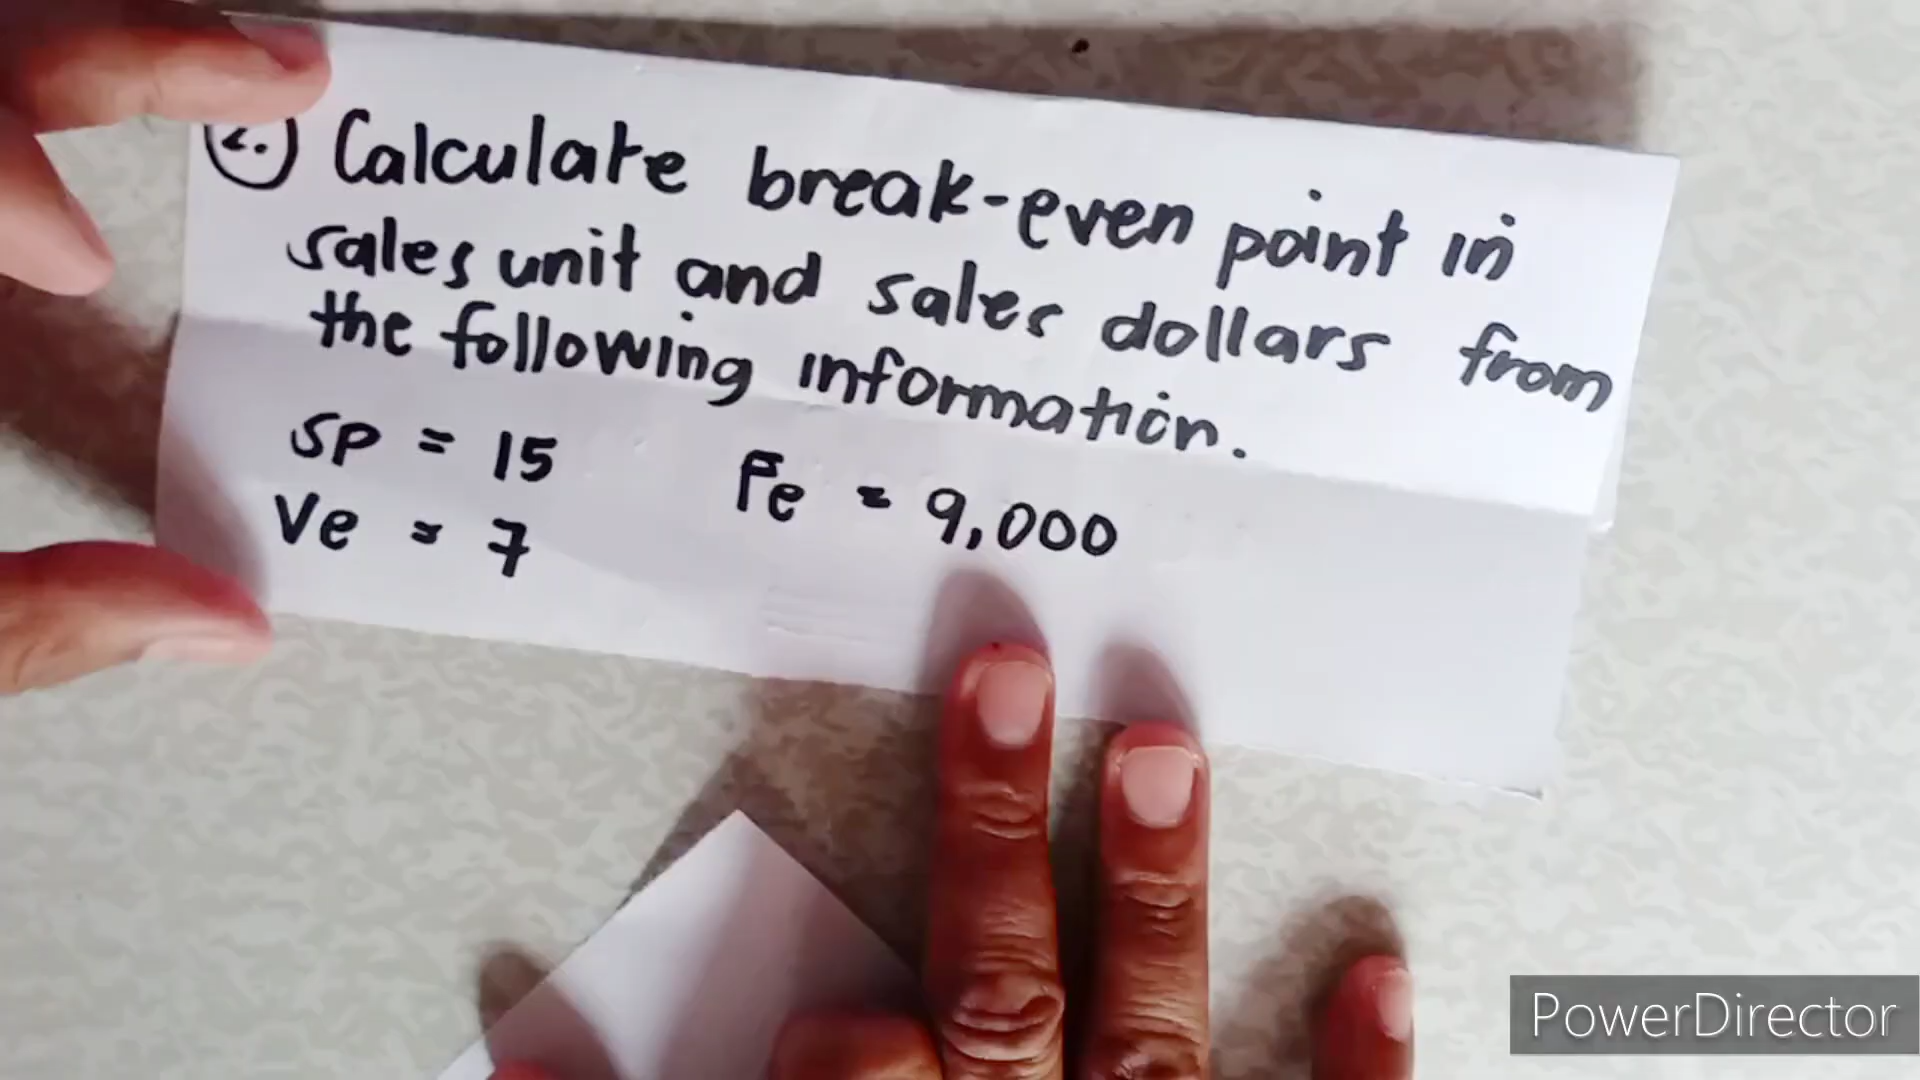 2. Calculate break-even point in
sales unit and sales dollars from
the following information.
SP = 15 Fe = 9,000
Ve = 7
PowerDirector